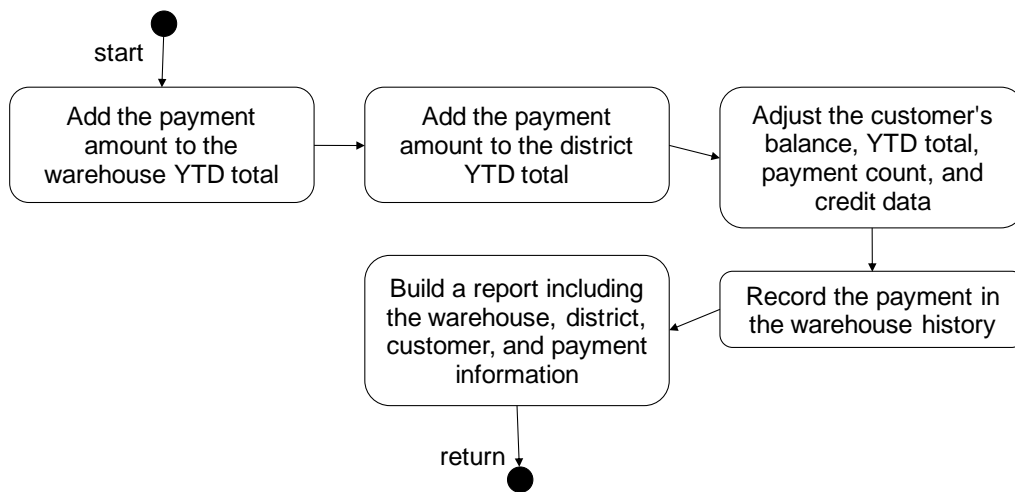 start
Add the payment
amount to the
warehouse YTD total
Add the payment
amount to the district
YTD total
Adjust the customer's
balance, YTD total,
payment count, and
credit data
Record the payment in
the warehouse history
Build a report including
the warehouse, district,
customer, and payment
information
return